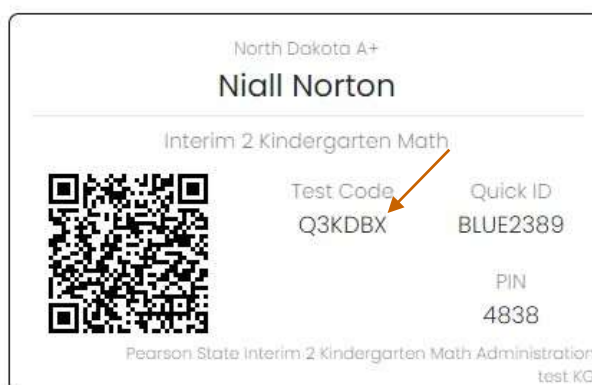 North Dakota A+
Niall Norton
Interim 2 Kindergarten Math
Test Code Quick ID
Q3KDBX BLUE2389
PIN
4838
Pearson State Interim 2 Kindergarten Math Administration
test KG